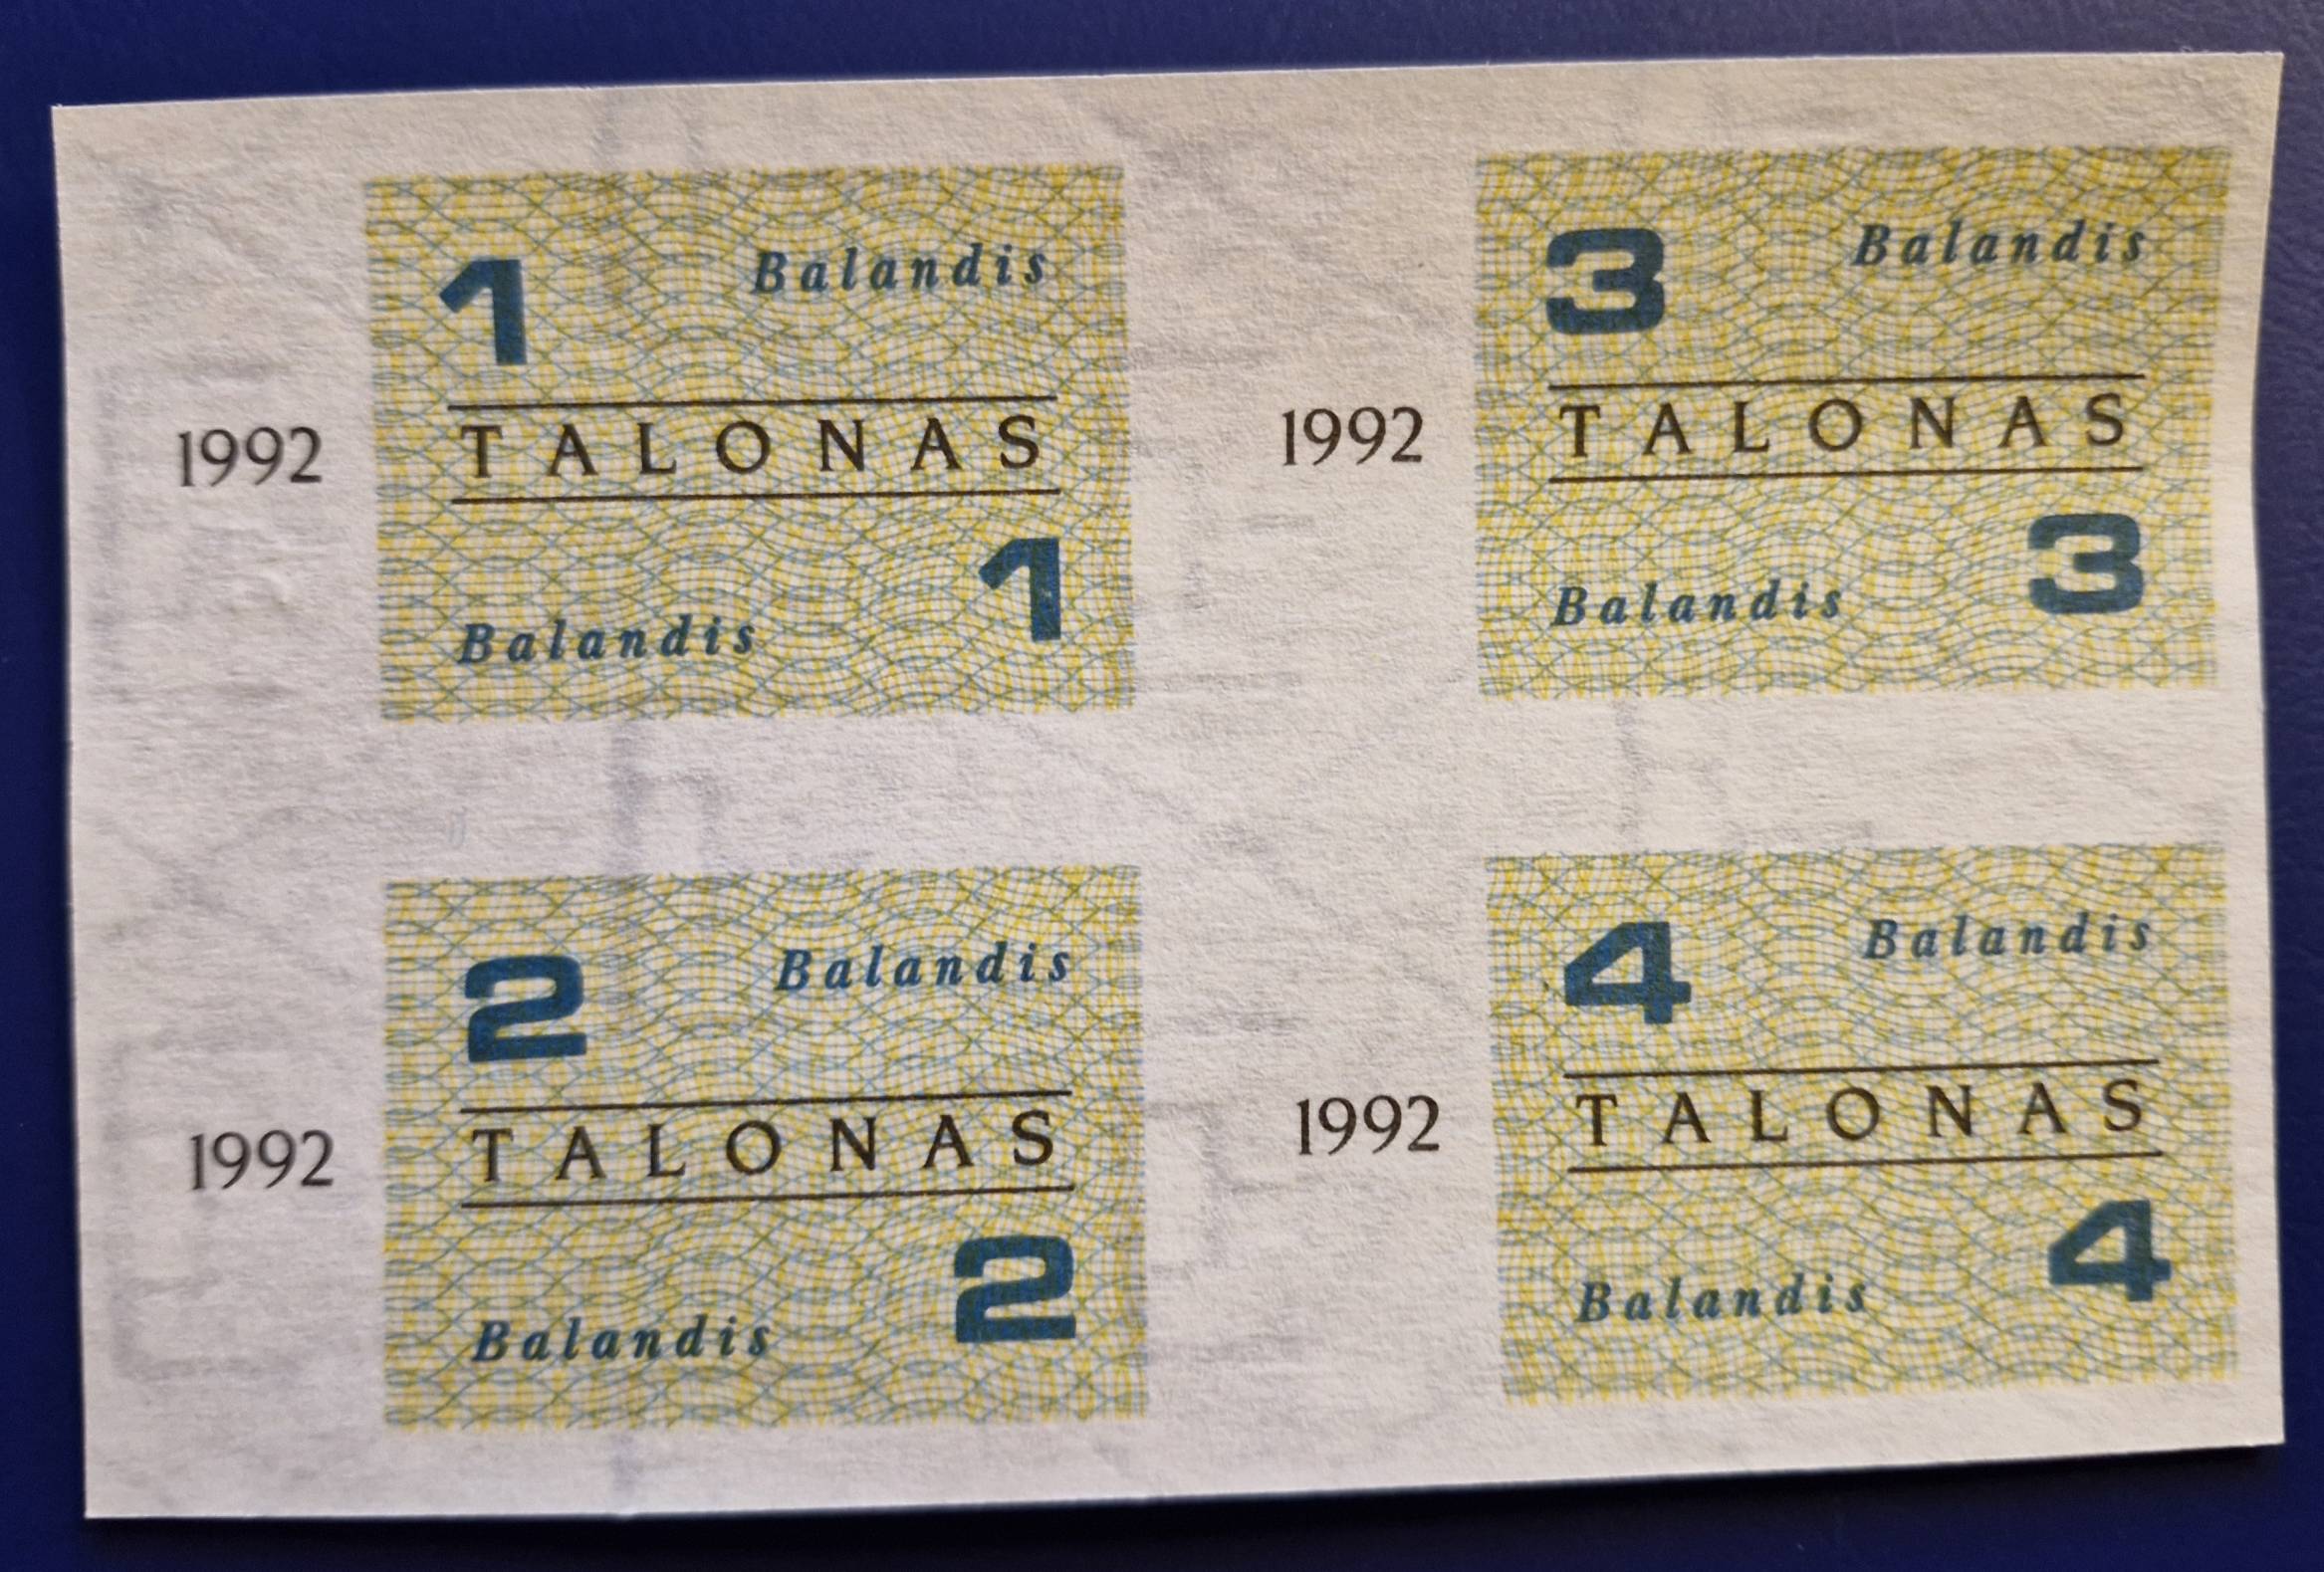 1 Balandis
1992 TALONAS
Balandis 1
3 Balandis
1992 TALONAS
Balandis 3
2 Balandis
1992 TALONAS
Balandis 2
4 Balandis
1992 TALONAS
Balandis 4